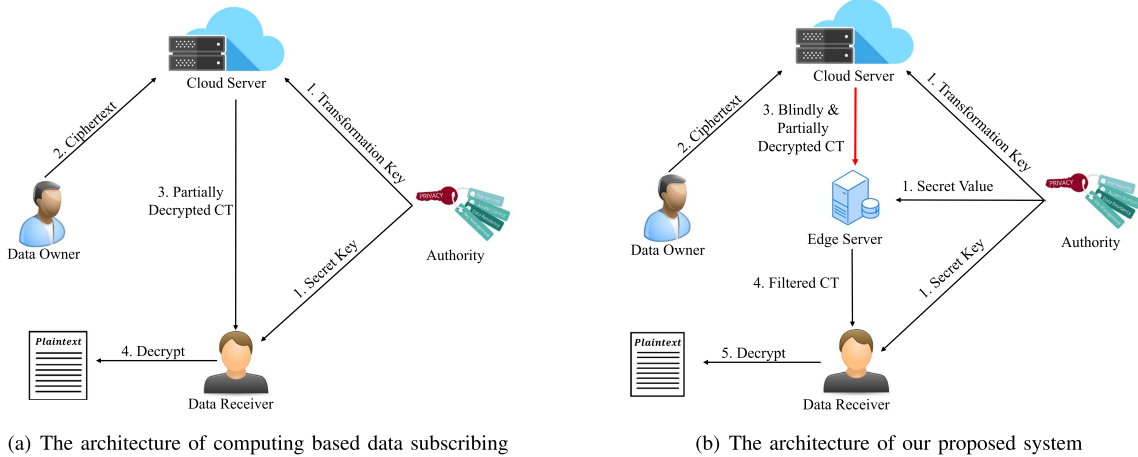 Cloud Server
2. Ciphertext
1. Transformation Key
3. Partially
Decrypted CT
PRIVACY
Data Owner
Authority
1. Secret Key
Plaintext
4. Decrypt
Data Receiver
(a) The architecture of computing based data subscribing
Cloud Server
2. Ciphertext
3. Blindly &
Partially
Decrypted CT
1. Transformation Key
1. Secret Value
PRIVACY
Data Owner
Edge Server
Authority
4. Filtered CT
1. Secret Key
Plaintext
5. Decrypt
Data Receiver
(b) The architecture of our proposed system